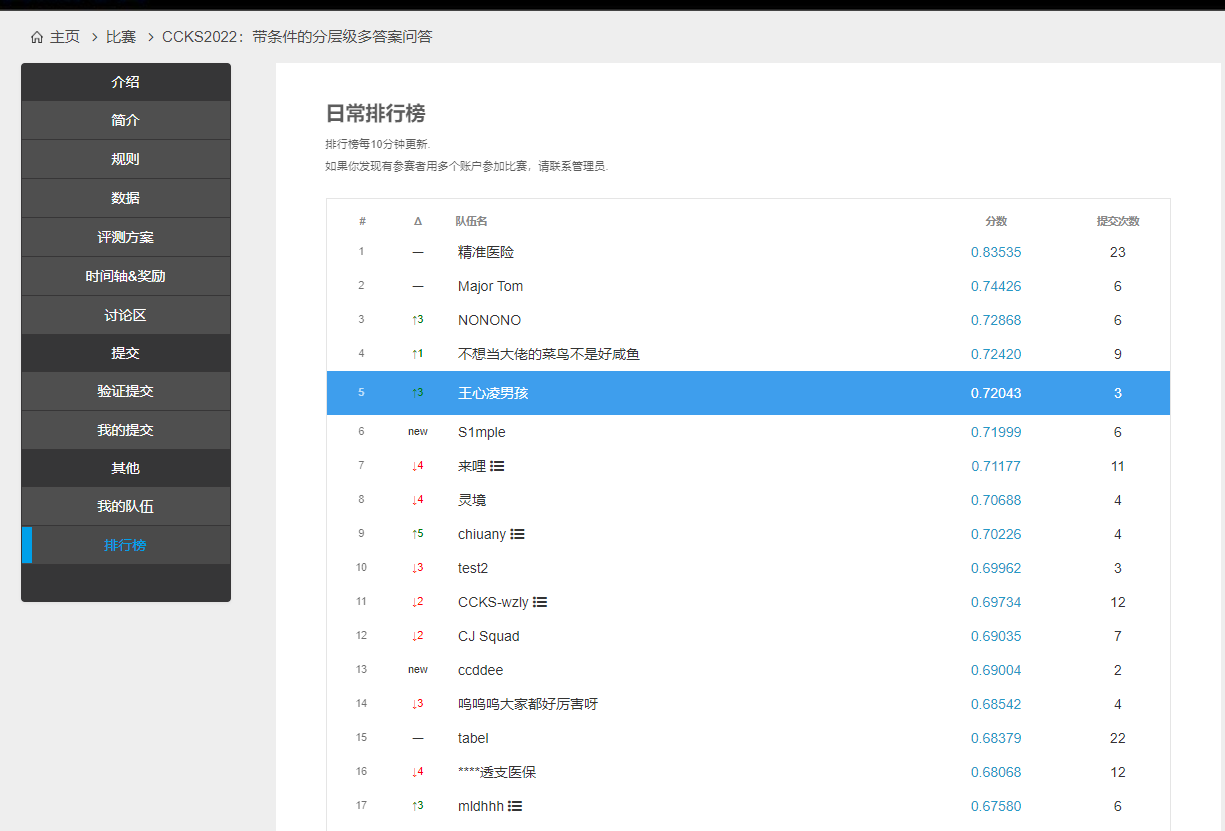 主页 > 比赛 > CCKS2022：带条件的分层级多答案问答
介绍
简介
规则
数据
评测方案
时间轴&奖励
讨论区
提交
验证提交
我的提交
其他
我的队伍
排行榜
日常排行榜
排行榜每10分钟更新.
如果你发现有参赛者用多个账户参加比赛，请联系管理员.
# Δ 队伍名 分数 提交次数
1 — 精准医险 0.83535 23
2 — Major Tom 0.74426 6
3 ↑3 NONONO 0.72868 6
4 ↑1 不想当大佬的菜鸟不是好咸鱼 0.72420 9
5 ↑3 王心凌男孩 0.72043 3
6 new S1mple 0.71999 6
7 ↓4 来哩 0.71177 11
8 ↓4 灵境 0.70688 4
9 ↑5 chiuany 0.70226 4
10 ↓3 test2 0.69962 3
11 ↓2 CCKS-wzly 0.69734 12
12 ↓2 CJ Squad 0.69035 7
13 new ccddee 0.69004 2
14 ↓3 呜呜呜大家都好厉害呀 0.68542 4
15 — tabel 0.68379 22
16 ↓4 ****透支医保 0.68068 12
17 ↑3 mldhhh 0.67580 6